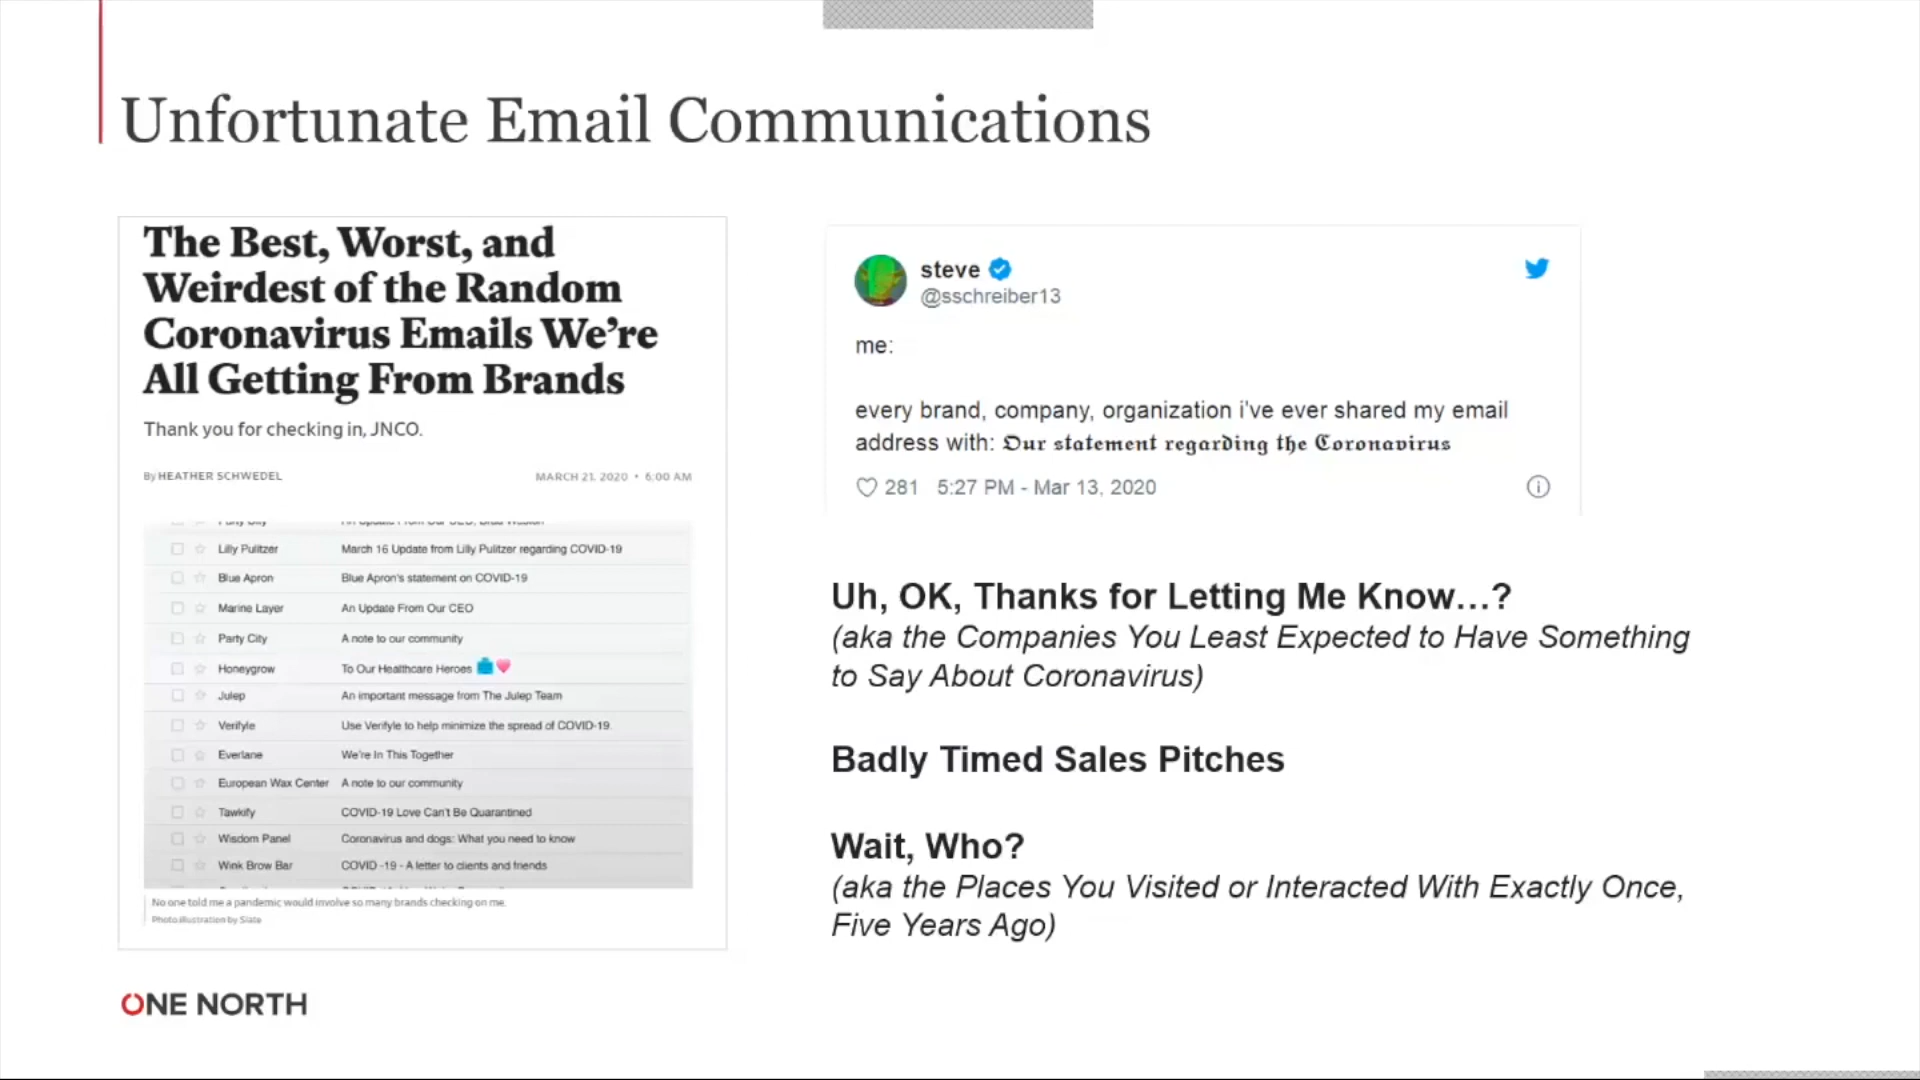 Unfortunate Email Communications
The Best, Worst, and
Weirdest of the Random
Coronavirus Emails We're
All Getting From Brands
Thank you for checking in, JNCO.
By HEATHER SCHWEDEL
MARCH 21, 2020 • 6:00 AM
Party City An Update From Our CEO, Brad Weston
Lilly Pulitzer March 16 Update from Lilly Pulitzer regarding COVID-19
Blue Apron Blue Apron's statement on COVID-19
Marine Layer An Update From Our CEO
Party City A note to our community
Honeygrow To Our Healthcare Heroes
Julep An important message from The Julep Team
Verifyle Use Verifyle to help minimize the spread of COVID-19
Everlane We're In This Together
European Wax Center A note to our community
Tawkify COVID-19 Love Can't Be Quarantined
Wisdom Panel Coronavirus and dogs: What you need to know
Wink Brow Bar COVID -19 - A letter to clients and friends
No one told me a pandemic would involve so many brands checking on me.
Photo illustration by Slate
steve
@sschreiber13
me:
every brand, company, organization i've ever shared my email
address with: 𝕺𝖚𝖗 𝖘𝖙𝖆𝖙𝖊𝖒𝖊𝖓𝖙 𝖗𝖊𝖌𝖆𝖗𝖉𝖎𝖓𝖌 𝖙𝖍𝖊 𝕮𝖔𝖗𝖔𝖓𝖆𝖛𝖎𝖗𝖚𝖘
281 5:27 PM - Mar 13, 2020
Uh, OK, Thanks for Letting Me Know…?
(aka the Companies You Least Expected to Have Something
to Say About Coronavirus)
Badly Timed Sales Pitches
Wait, Who?
(aka the Places You Visited or Interacted With Exactly Once,
Five Years Ago)
ONE NORTH